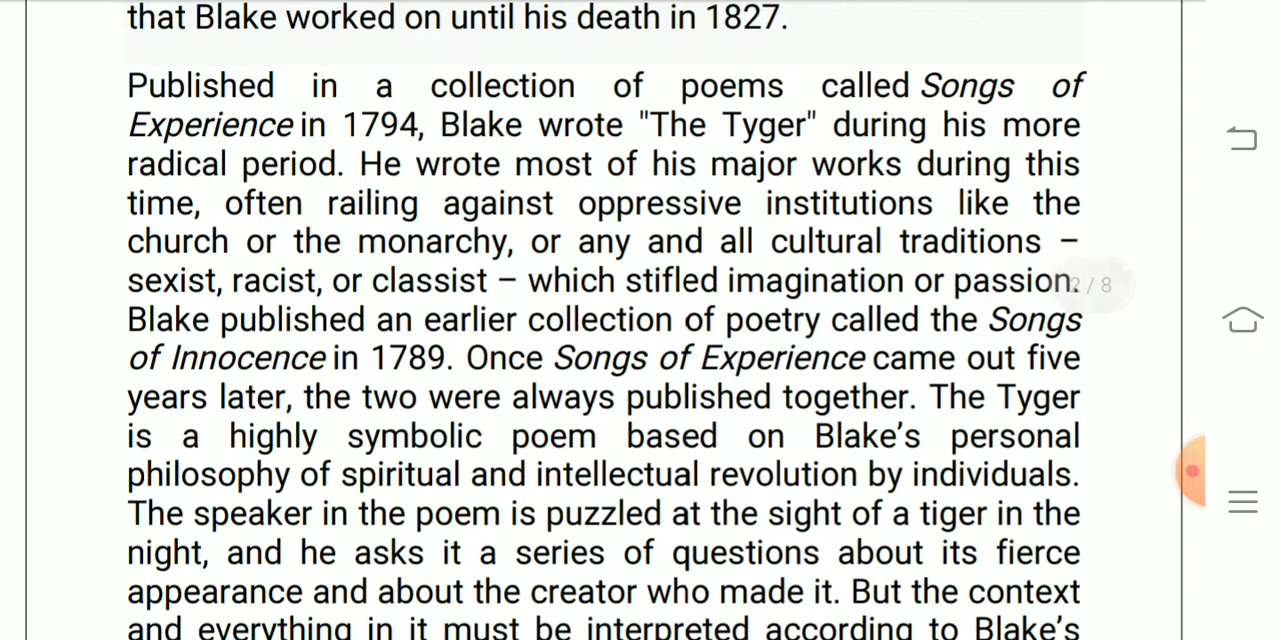 that Blake worked on until his death in 1827.
Published in a collection of poems called Songs of
Experience in 1794, Blake wrote "The Tyger" during his more
radical period. He wrote most of his major works during this
time, often railing against oppressive institutions like the
church or the monarchy, or any and all cultural traditions –
sexist, racist, or classist – which stifled imagination or passion.
2 / 8
Blake published an earlier collection of poetry called the Songs
of Innocence in 1789. Once Songs of Experience came out five
years later, the two were always published together. The Tyger
is a highly symbolic poem based on Blake’s personal
philosophy of spiritual and intellectual revolution by individuals.
The speaker in the poem is puzzled at the sight of a tiger in the
night, and he asks it a series of questions about its fierce
appearance and about the creator who made it. But the context
and everything in it must be interpreted according to Blake’s